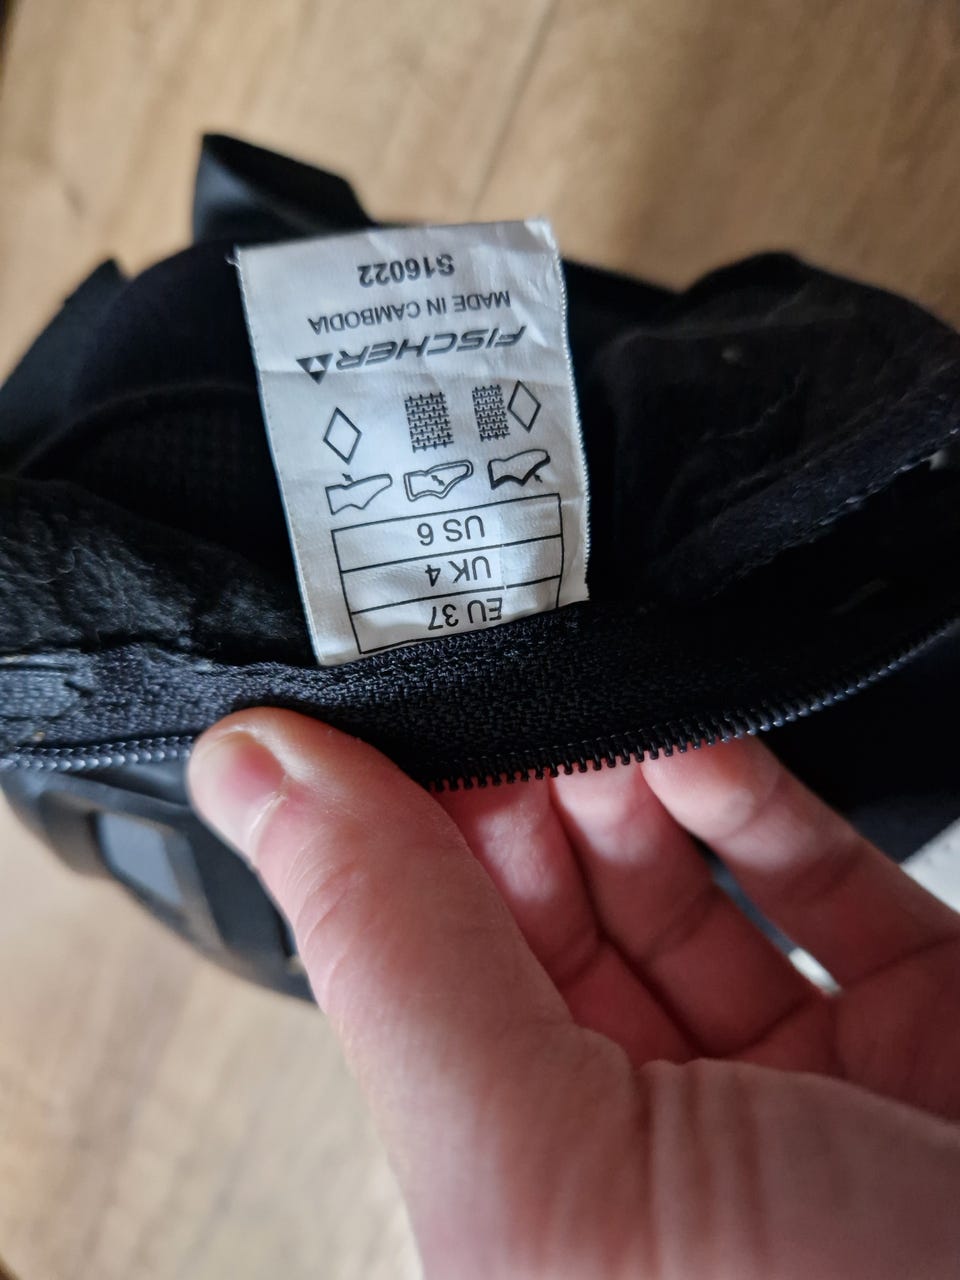 EU 37
UK 4
US 6
FISCHER
MADE IN CAMBODIA
S16022